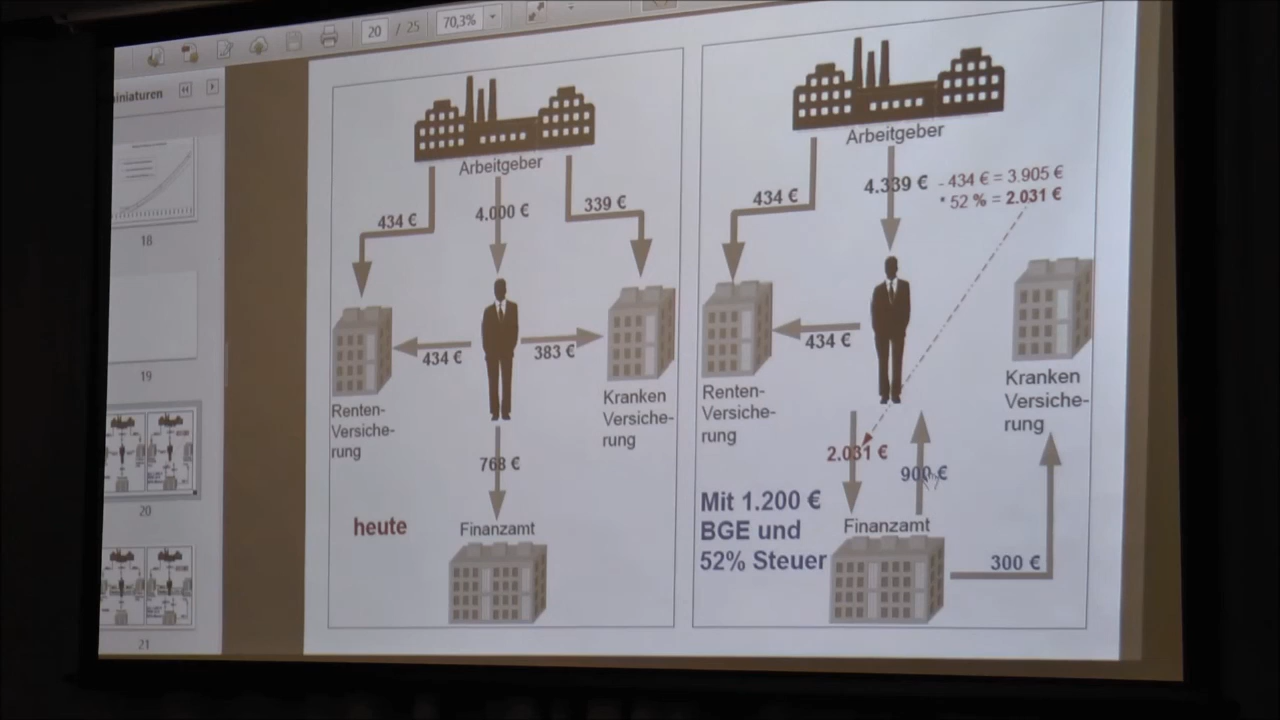 20 / 25
70,3%
iniaturen
18
19
20
21
Arbeitgeber
434 €
4.000 €
339 €
434 €
383 €
Renten-
Versiche-
rung
Kranken
Versiche-
rung
768 €
heute
Finanzamt
Arbeitgeber
434 €
4.339 €
- 434 € = 3.905 €
* 52 % = 2.031 €
434 €
Renten-
Versiche-
rung
Kranken
Versiche-
rung
2.031 €
900 €
Mit 1.200 €
BGE und
52% Steuer
Finanzamt
300 €